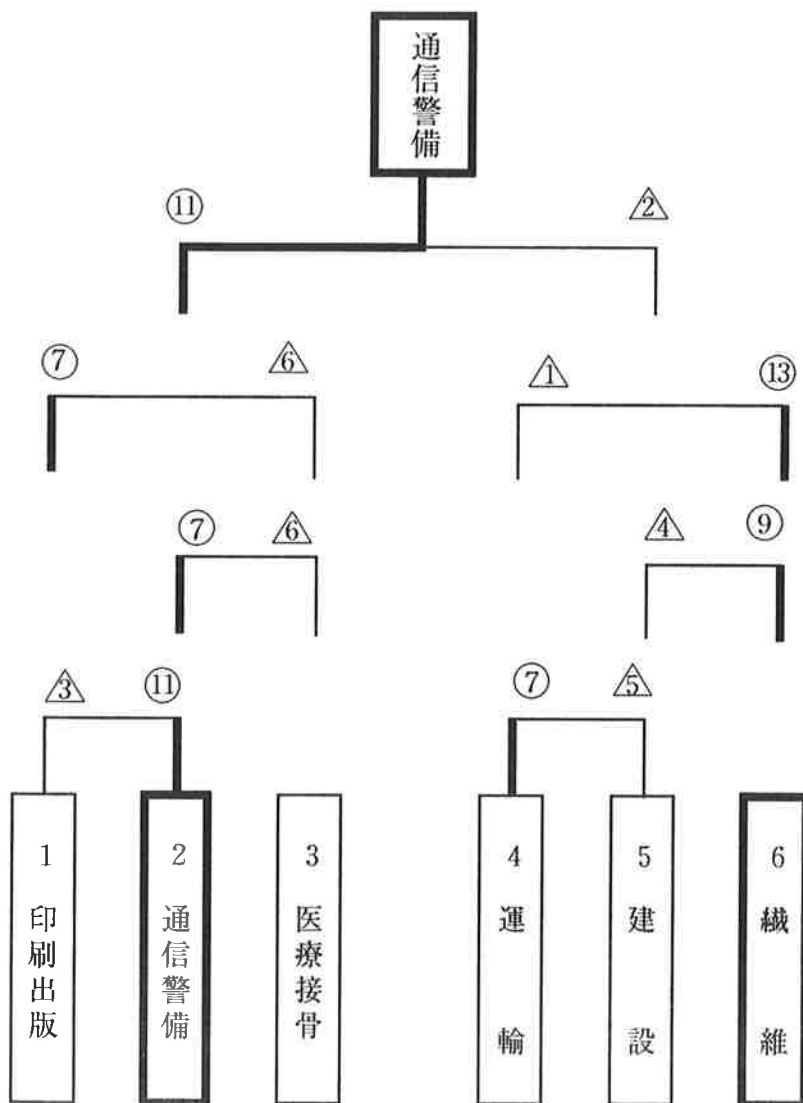 通信警備
⑪ 2
⑦ 6 1 ⑬
⑦ 6 4 ⑨
3 ⑪ ⑦ 5
1 印刷出版
2 通信警備
3 医療接骨
4 運輸
5 建設
6 繊維